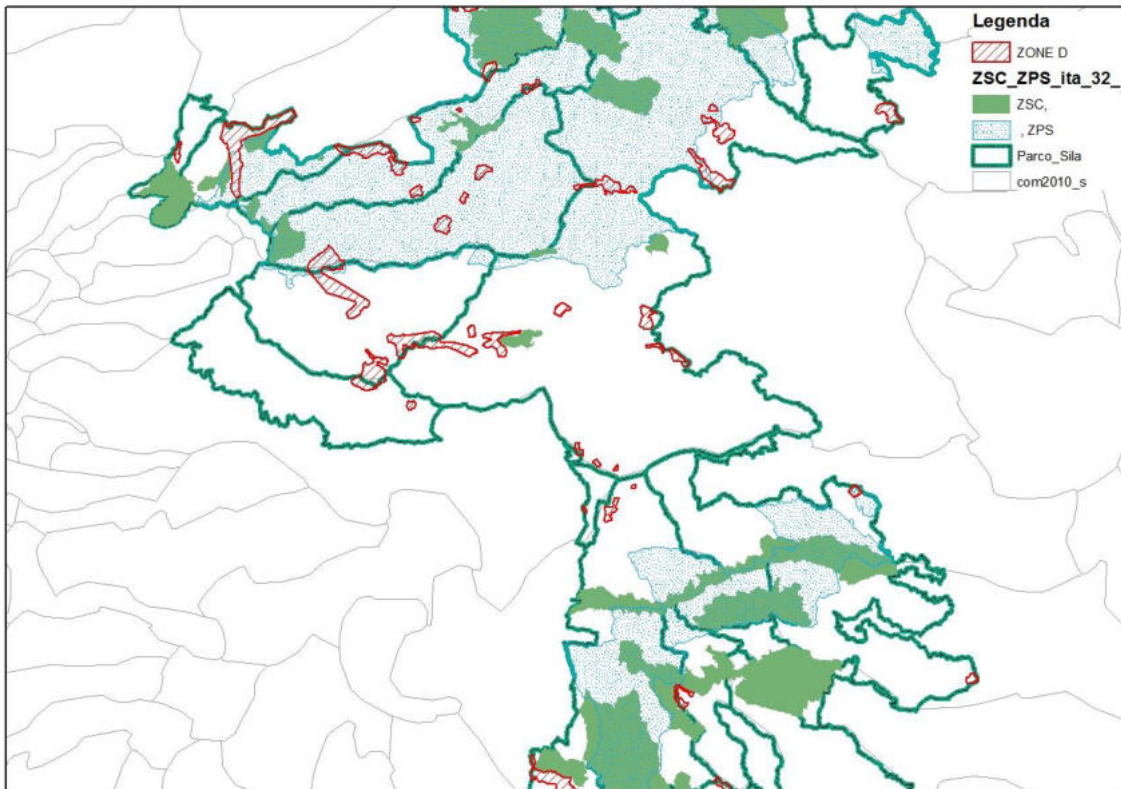 Legenda
ZONE D
ZSC_ZPS_ita_32_
ZSC,
, ZPS
Parco_Sila
com2010_s